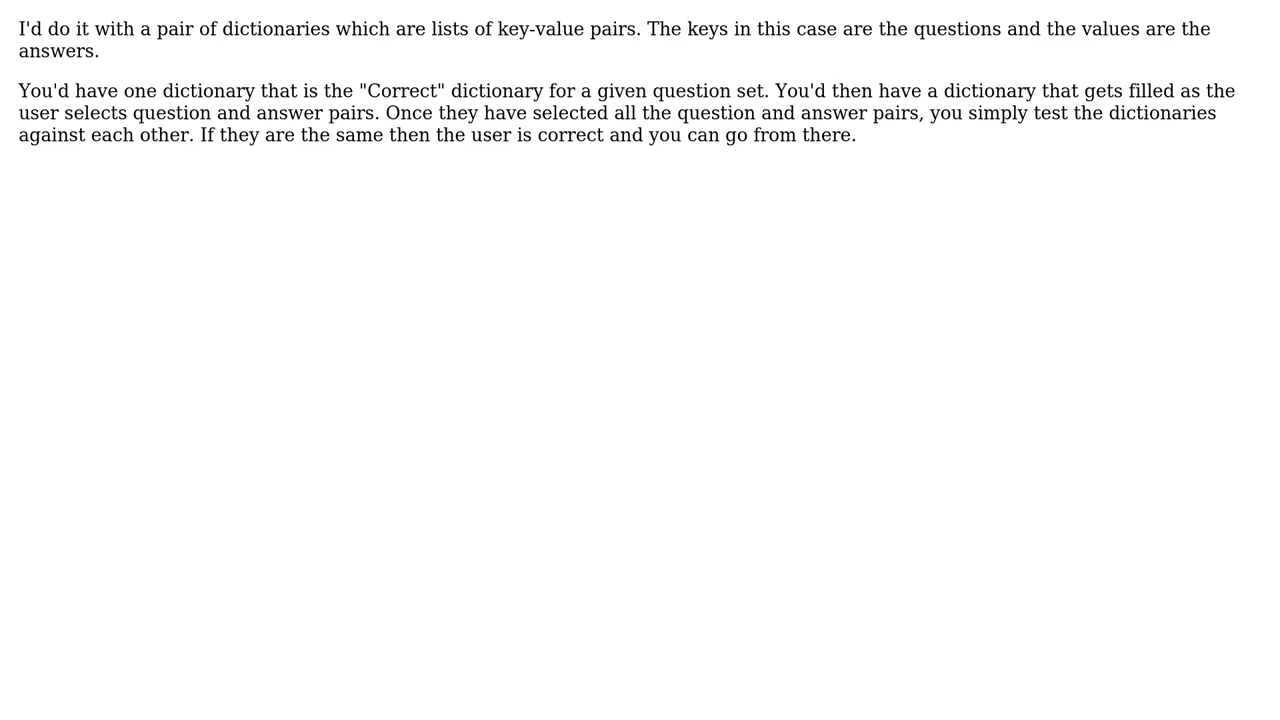 I'd do it with a pair of dictionaries which are lists of key-value pairs. The keys in this case are the questions and the values are the
answers.
You'd have one dictionary that is the "Correct" dictionary for a given question set. You'd then have a dictionary that gets filled as the
user selects question and answer pairs. Once they have selected all the question and answer pairs, you simply test the dictionaries
against each other. If they are the same then the user is correct and you can go from there.